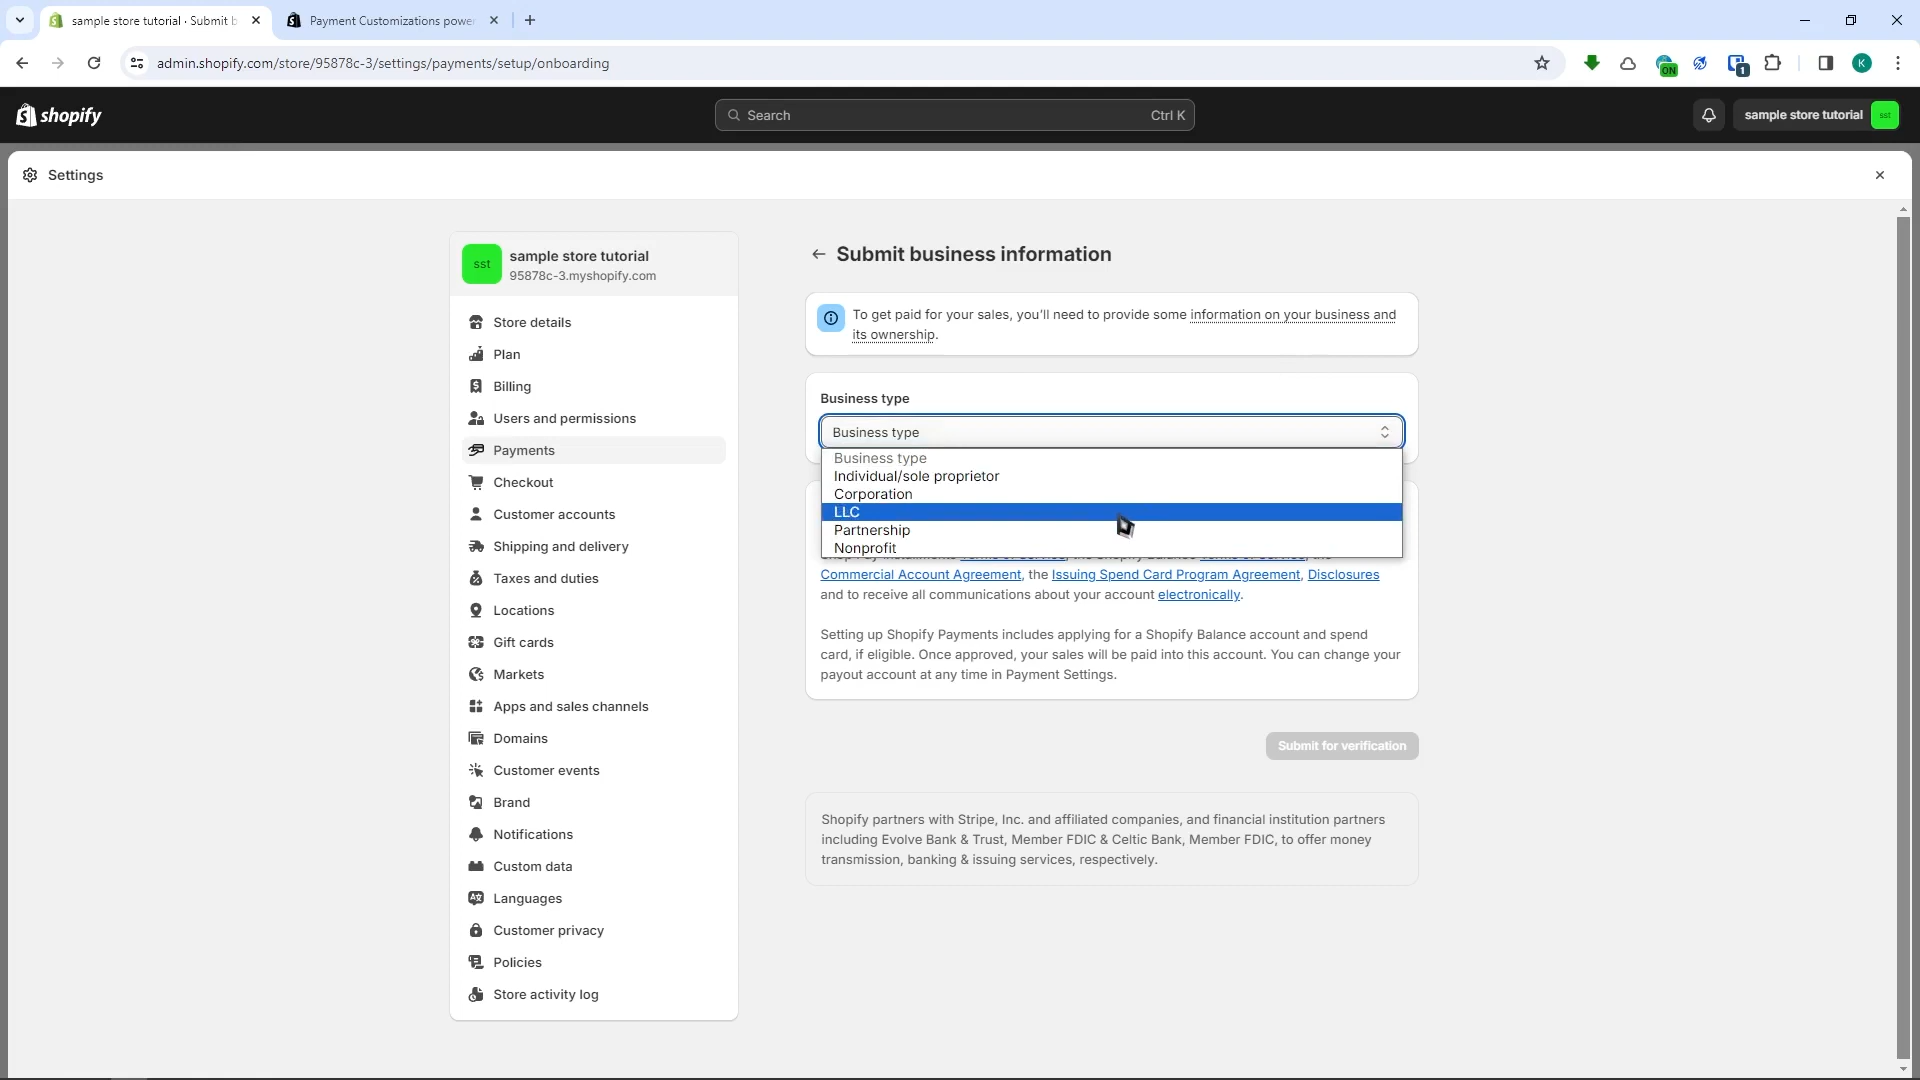 sample store tutorial · Submit b
Payment Customizations powe
admin.shopify.com/store/95878c-3/settings/payments/setup/onboarding
ON
1
K
shopify
Search
Ctrl K
sample store tutorial
sst
Settings
sst
sample store tutorial
95878c-3.myshopify.com
Store details
Plan
Billing
Users and permissions
Payments
Checkout
Customer accounts
Shipping and delivery
Taxes and duties
Locations
Gift cards
Markets
Apps and sales channels
Domains
Customer events
Brand
Notifications
Custom data
Languages
Customer privacy
Policies
Store activity log
Submit business information
To get paid for your sales, you'll need to provide some information on your business and
its ownership.
Business type
Business type
Business type
Individual/sole proprietor
Corporation
LLC
Partnership
Nonprofit
Commercial Account Agreement, the Issuing Spend Card Program Agreement, Disclosures
and to receive all communications about your account electronically.
Setting up Shopify Payments includes applying for a Shopify Balance account and spend
card, if eligible. Once approved, your sales will be paid into this account. You can change your
payout account at any time in Payment Settings.
Submit for verification
Shopify partners with Stripe, Inc. and affiliated companies, and financial institution partners
including Evolve Bank & Trust, Member FDIC & Celtic Bank, Member FDIC, to offer money
transmission, banking & issuing services, respectively.